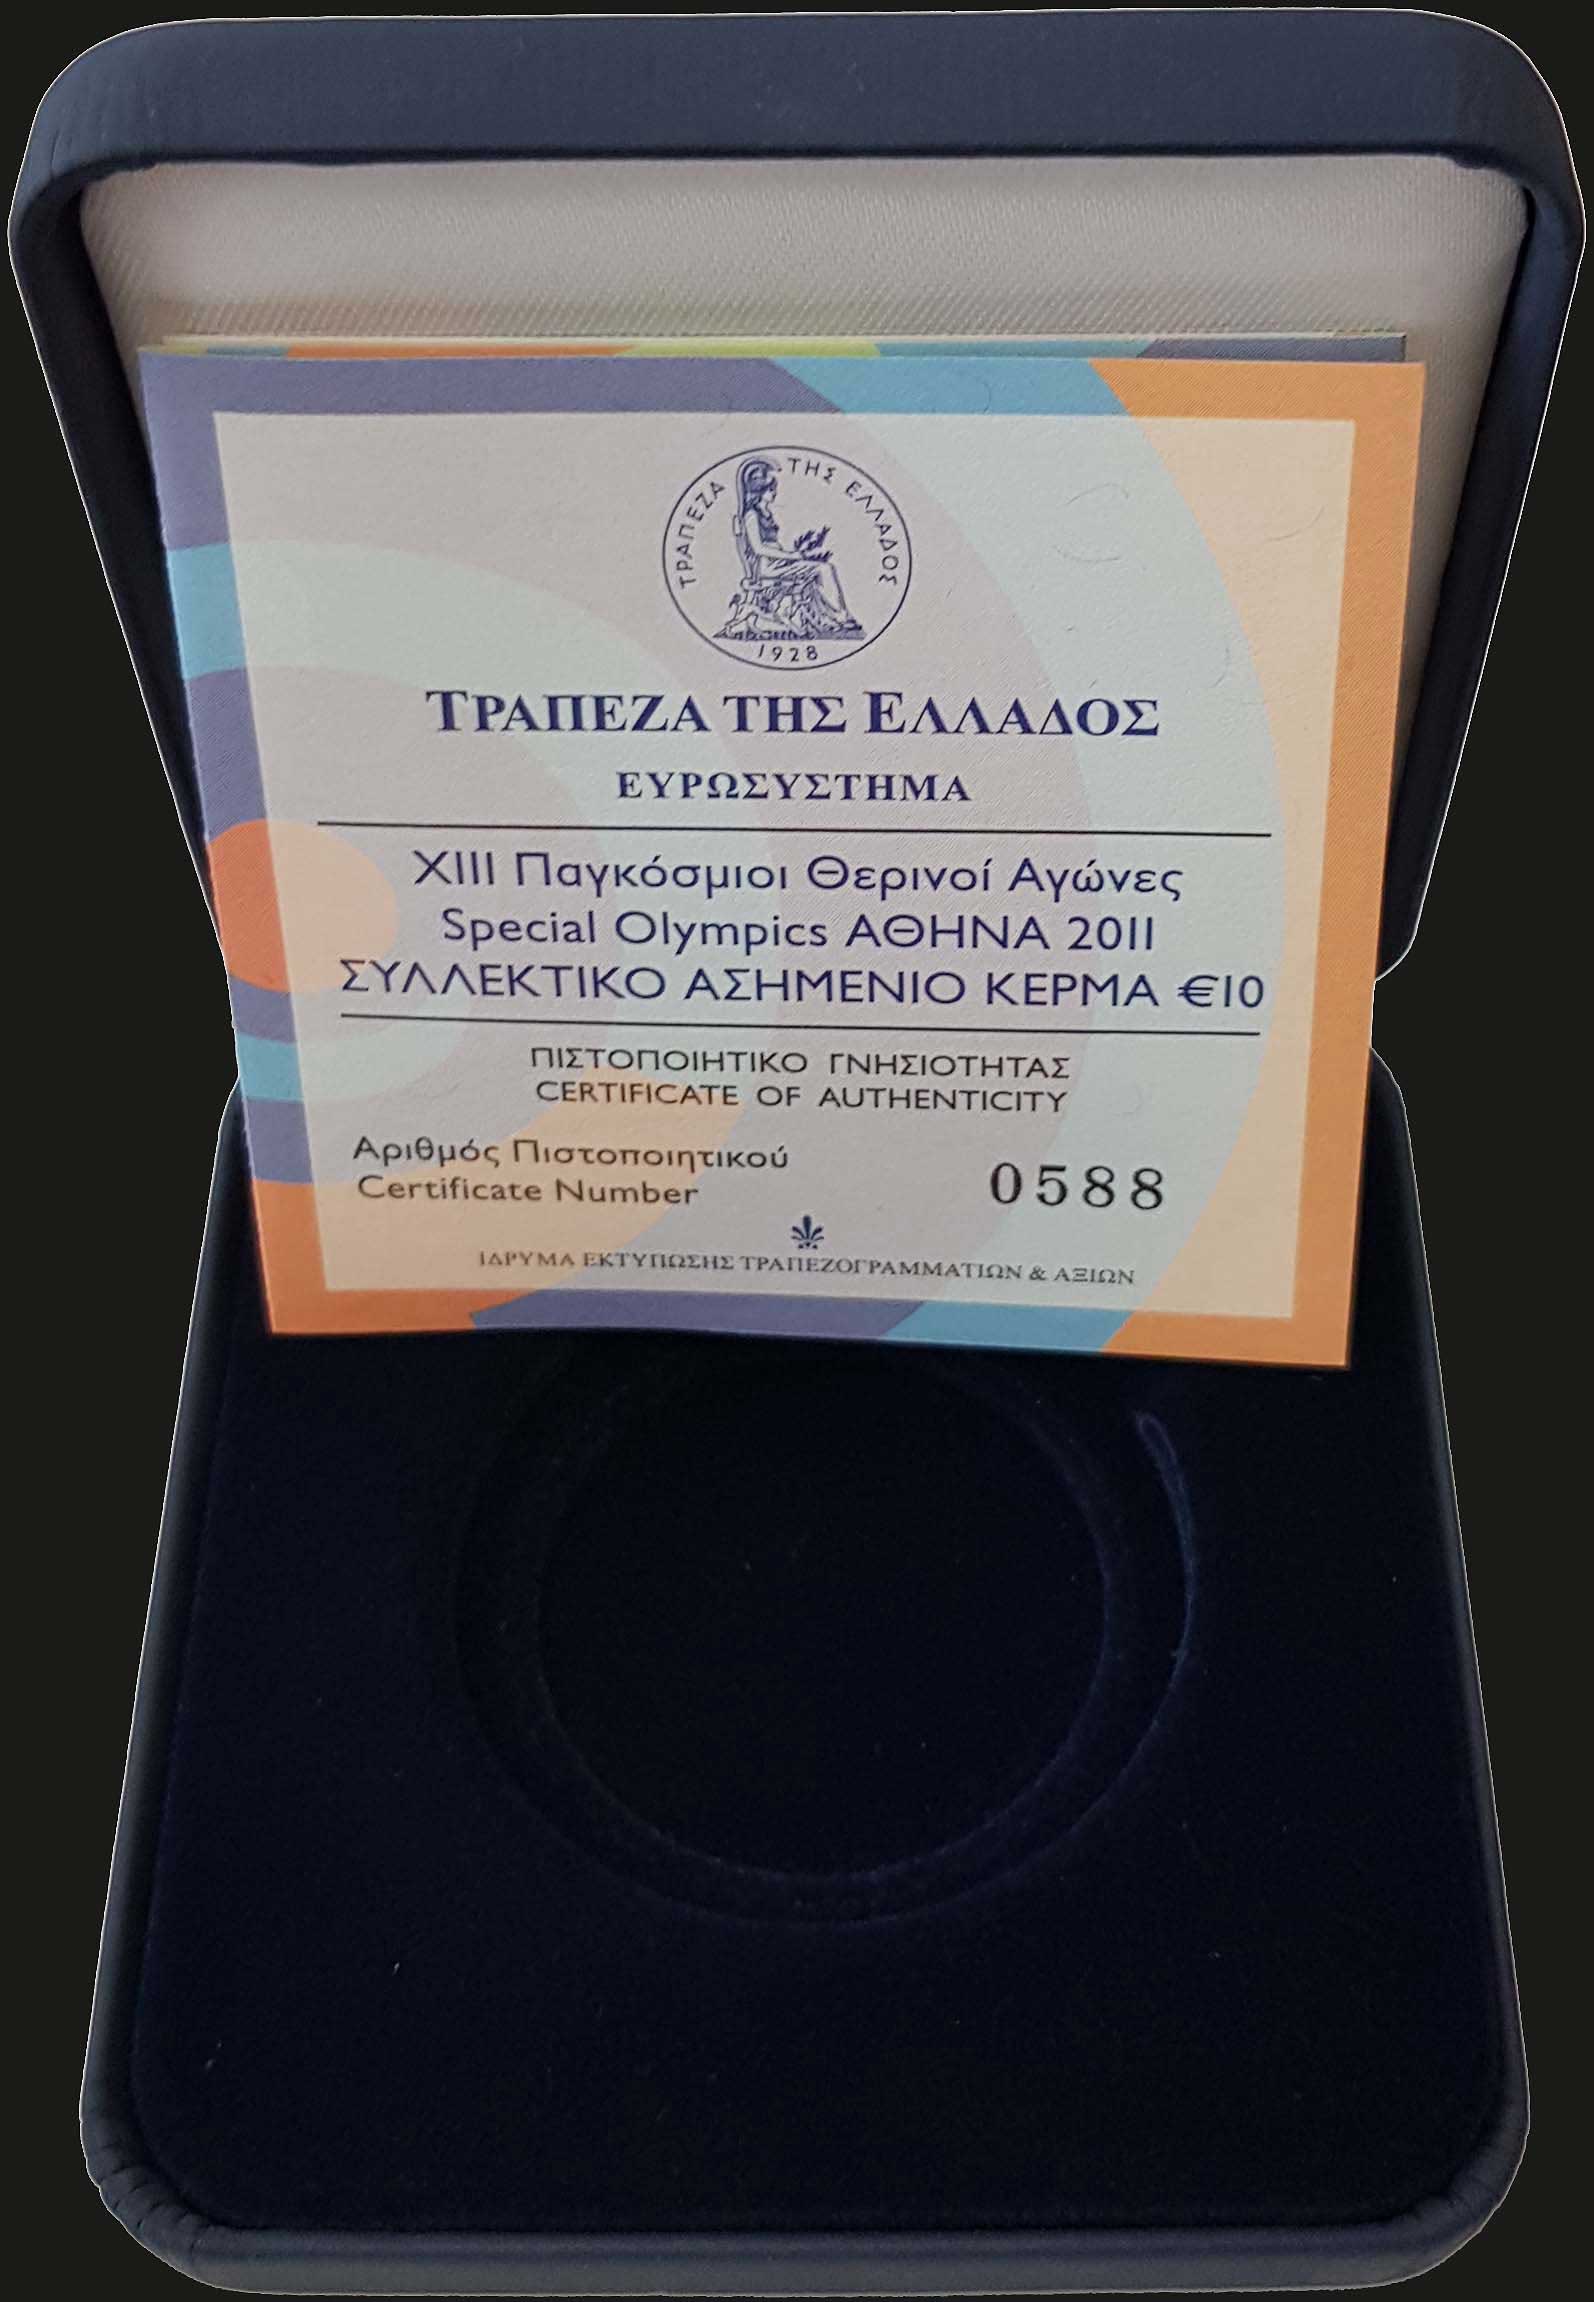 ΤΡΑΠΕΖΑ ΤΗΣ ΕΛΛΑΔΟΣ
1928
ΤΡΑΠΕΖΑ ΤΗΣ ΕΛΛΑΔΟΣ
ΕΥΡΩΣΥΣΤΗΜΑ
XIII Παγκόσμιοι Θερινοί Αγώνες
Special Olympics ΑΘΗΝΑ 2011
ΣΥΛΛΕΚΤΙΚΟ ΑΣΗΜΕΝΙΟ ΚΕΡΜΑ €10
ΠΙΣΤΟΠΟΙΗΤΙΚΟ ΓΝΗΣΙΟΤΗΤΑΣ
CERTIFICATE OF AUTHENTICITY
Αριθμός Πιστοποιητικού
Certificate Number
0588
ΙΔΡΥΜΑ ΕΚΤΥΠΩΣΗΣ ΤΡΑΠΕΖΟΓΡΑΜΜΑΤΙΩΝ & ΑΞΙΩΝ